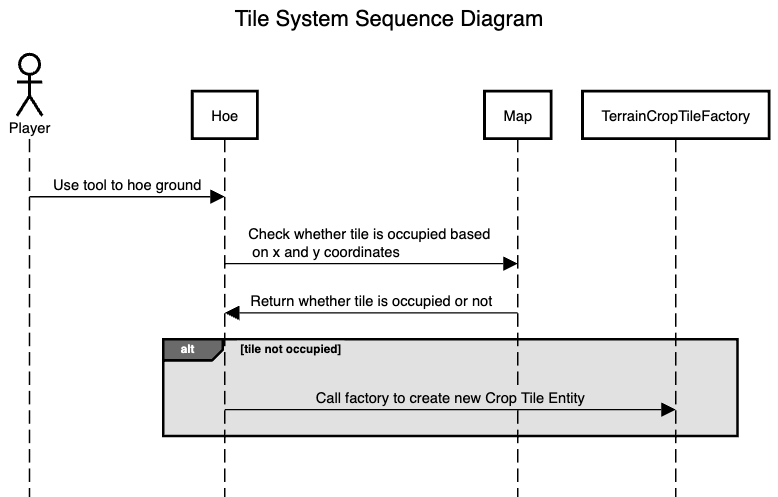 Tile System Sequence Diagram
Player
Hoe
Map
TerrainCropTileFactory
Use tool to hoe ground
Check whether tile is occupied based
on x and y coordinates
Return whether tile is occupied or not
alt
[tile not occupied]
Call factory to create new Crop Tile Entity